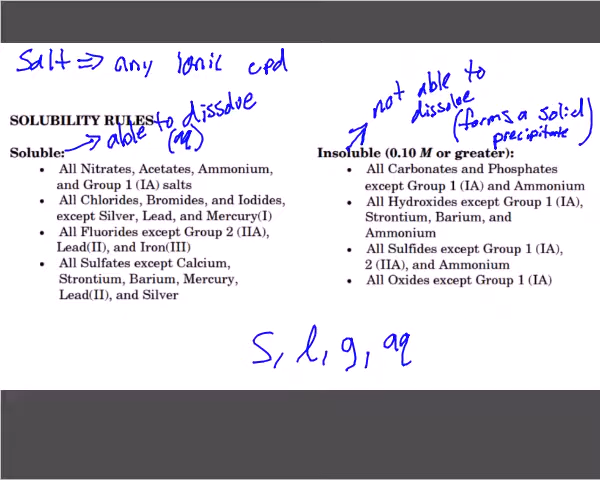 Salt => any ionic cpd
SOLUBILITY RULES
able to dissolve
(aq)
not able to
dissolve
(forms a solid
precipitate)
Soluble:
• All Nitrates, Acetates, Ammonium,
and Group 1 (IA) salts
• All Chlorides, Bromides, and Iodides,
except Silver, Lead, and Mercury(I)
• All Fluorides except Group 2 (IIA),
Lead(II), and Iron(III)
• All Sulfates except Calcium,
Strontium, Barium, Mercury,
Lead(II), and Silver
Insoluble (0.10 M or greater):
• All Carbonates and Phosphates
except Group 1 (IA) and Ammonium
• All Hydroxides except Group 1 (IA),
Strontium, Barium, and
Ammonium
• All Sulfides except Group 1 (IA),
2 (IIA), and Ammonium
• All Oxides except Group 1 (IA)
s, l, g, aq